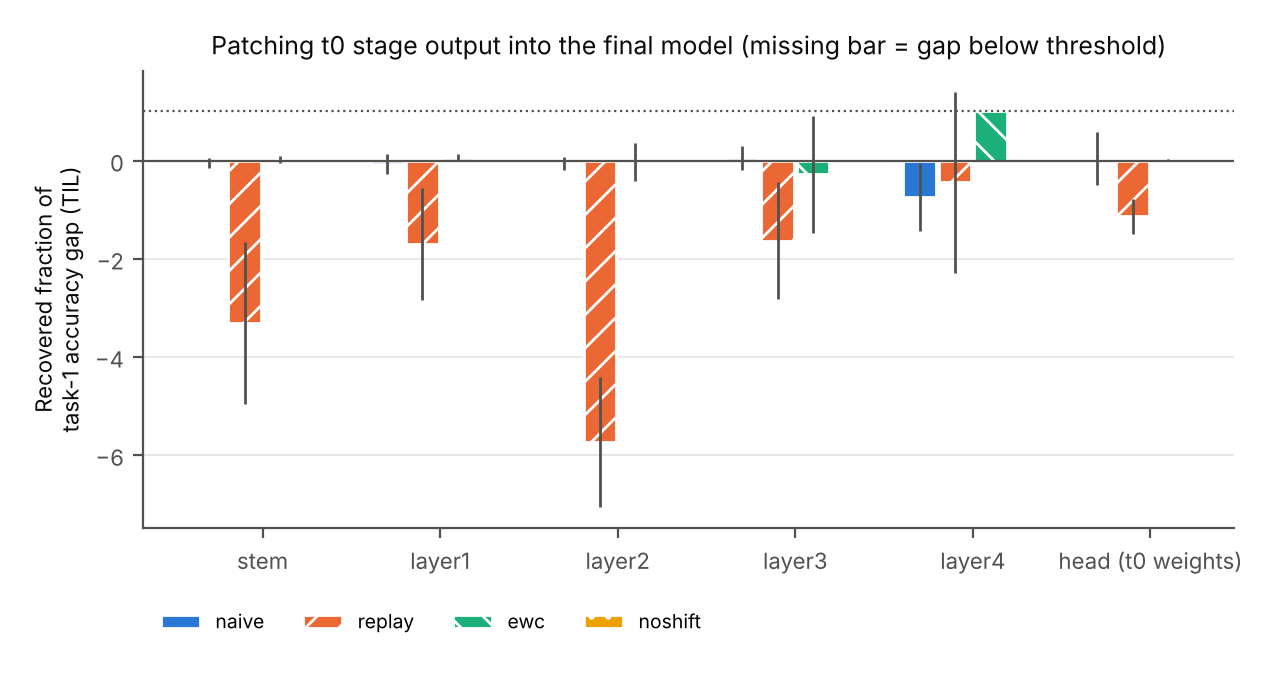 Patching t0 stage output into the final model (missing bar = gap below threshold)
Recovered fraction of
task-1 accuracy gap (TIL)
0
−2
−4
−6
stem
layer1
layer2
layer3
layer4
head (t0 weights)
naive
replay
ewc
noshift